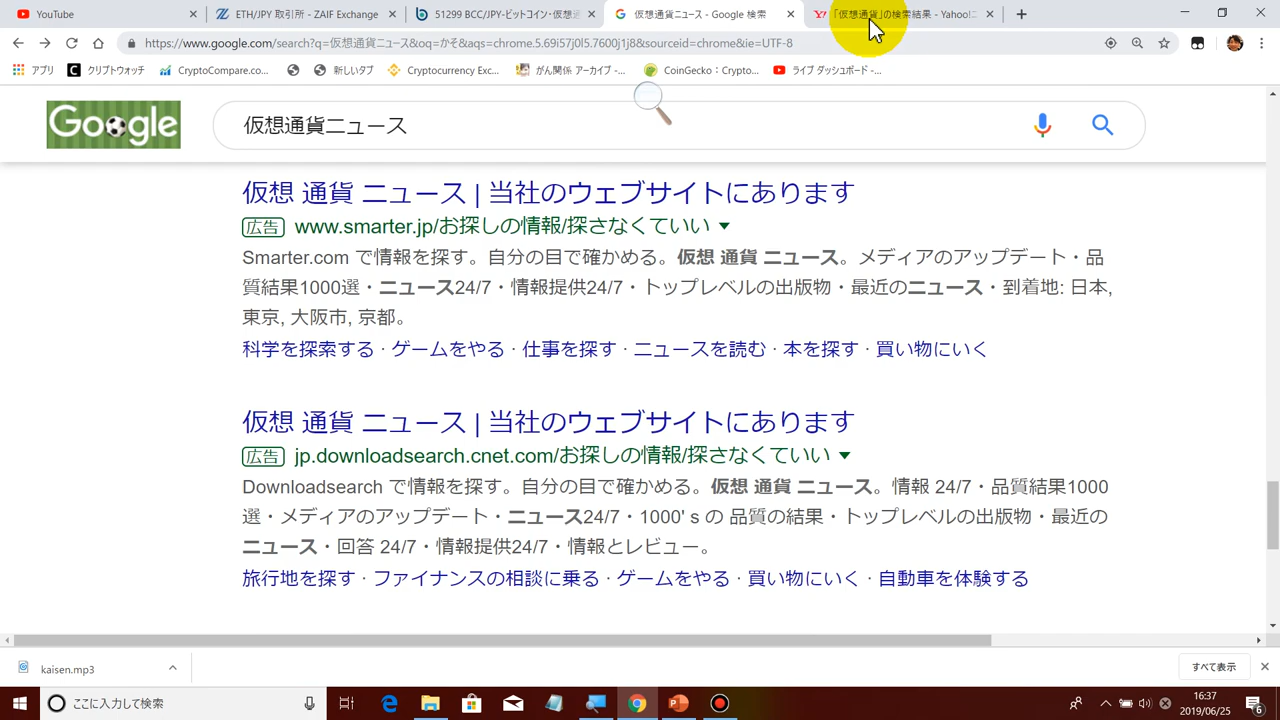 YouTube
ETH/JPY 取引所 - ZAIF Exchange
51299 BCC/JPY-ビットコイン・仮想通
仮想通貨ニュース - Google 検索
「仮想通貨」の検索結果 - Yahoo!ニ
https://www.google.com/search?q=仮想通貨ニュース&oq=かそ&aqs=chrome.5.69i57j0l5.7600j1j8&sourceid=chrome&ie=UTF-8
アプリ
クリプトウォッチ
CryptoCompare.co...
新しいタブ
Cryptocurrency Exc...
がん関係 アーカイブ -...
CoinGecko：Crypto...
ライブ ダッシュボード -...
Google
仮想通貨ニュース
仮想 通貨 ニュース | 当社のウェブサイトにあります
広告 www.smarter.jp/お探しの情報/探さなくていい
Smarter.com で情報を探す。自分の目で確かめる。仮想 通貨 ニュース。メディアのアップデート・品
質結果1000選・ニュース24/7・情報提供24/7・トップレベルの出版物・最近のニュース・到着地: 日本,
東京, 大阪市, 京都。
科学を探索する · ゲームをやる · 仕事を探す · ニュースを読む · 本を探す · 買い物にいく
仮想 通貨 ニュース | 当社のウェブサイトにあります
広告 jp.downloadsearch.cnet.com/お探しの情報/探さなくていい
Downloadsearch で情報を探す。自分の目で確かめる。仮想 通貨 ニュース。情報 24/7・品質結果1000
選・メディアのアップデート・ニュース24/7・1000' s の 品質の結果・トップレベルの出版物・最近の
ニュース・回答 24/7・情報提供24/7・情報とレビュー。
旅行地を探す · ファイナンスの相談に乗る · ゲームをやる · 買い物にいく · 自動車を体験する
kaisen.mp3
すべて表示
ここに入力して検索
16:37
2019/06/25
6